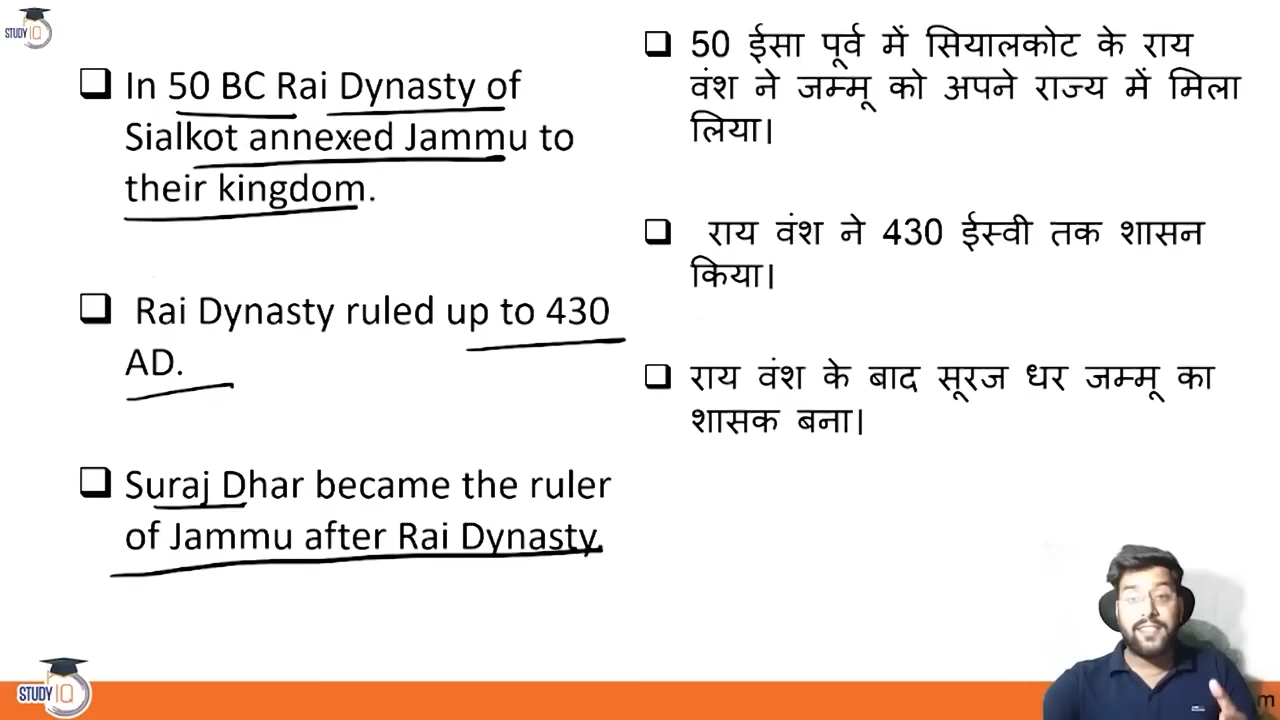 STUDY IQ
❑ In 50 BC Rai Dynasty of
Sialkot annexed Jammu to
their kingdom.
❑ Rai Dynasty ruled up to 430
AD.
❑ Suraj Dhar became the ruler
of Jammu after Rai Dynasty.
❑ 50 ईसा पूर्व में सियालकोट के राय
वंश ने जम्मू को अपने राज्य में मिला
लिया।
❑ राय वंश ने 430 ईस्वी तक शासन
किया।
❑ राय वंश के बाद सूरज धर जम्मू का
शासक बना।
STUDY IQ
m